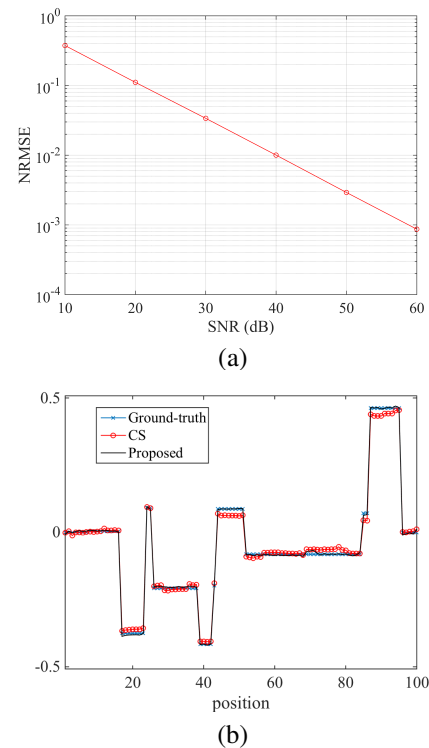 10^0
10^-1
10^-2
10^-3
10^-4
NRMSE
10 20 30 40 50 60
SNR (dB)
(a)
0.5
0
-0.5
Ground-truth
CS
Proposed
20 40 60 80 100
position
(b)